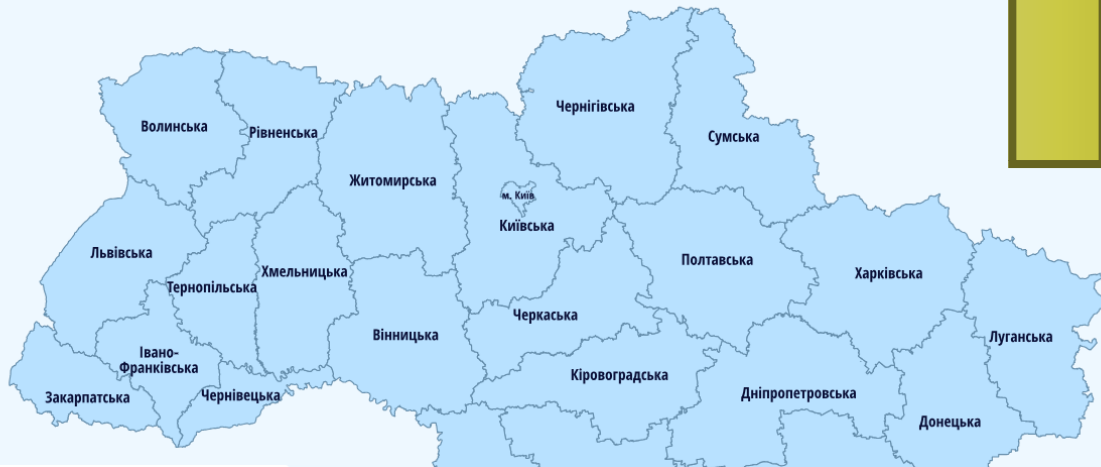 Чернігівська
Волинська
Рівненська
Сумська
Житомирська
м. Київ
Київська
Львівська
Полтавська
Хмельницька
Харківська
Тернопільська
Черкаська
Вінницька
Луганська
Івано-
Франківська
Кіровоградська
Закарпатська
Чернівецька
Дніпропетровська
Донецька